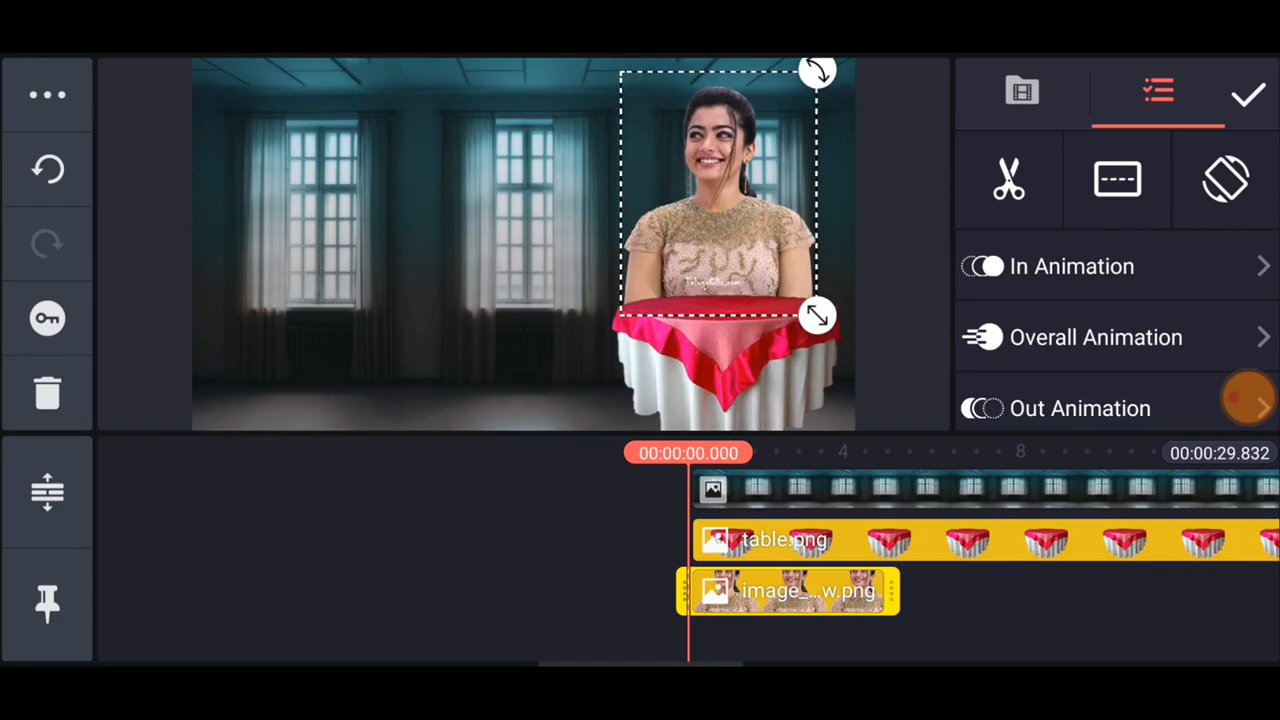 In Animation
Overall Animation
Out Animation
00:00:00.000
4
8
00:00:29.832
table.png
image_...w.png